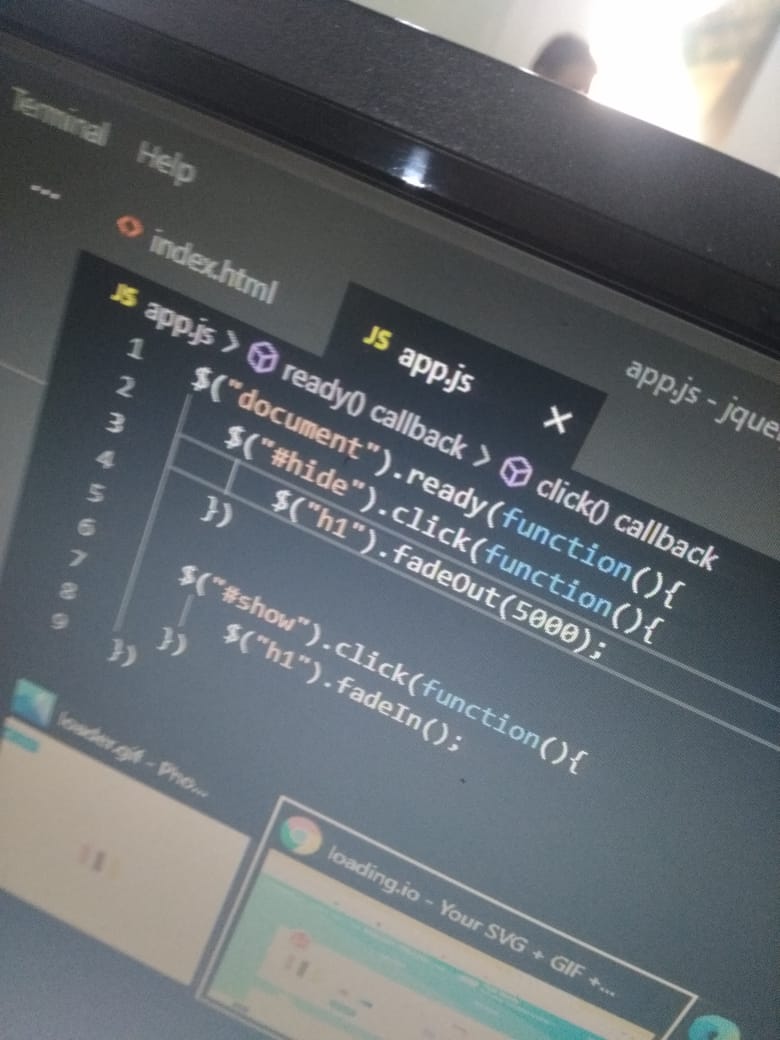 Terminal Help
...
index.html
JS app.js ×
app.js - jque
JS app.js > ready() callback > click() callback
1 $("document").ready(function(){
2 $("#hide").click(function(){
3 $("h1").fadeOut(5000);
4 })
5
6 $("#show").click(function(){
7 $("h1").fadeIn();
8 })
9 })
loader.gif - Pho...
loading.io - Your SVG + GIF +...